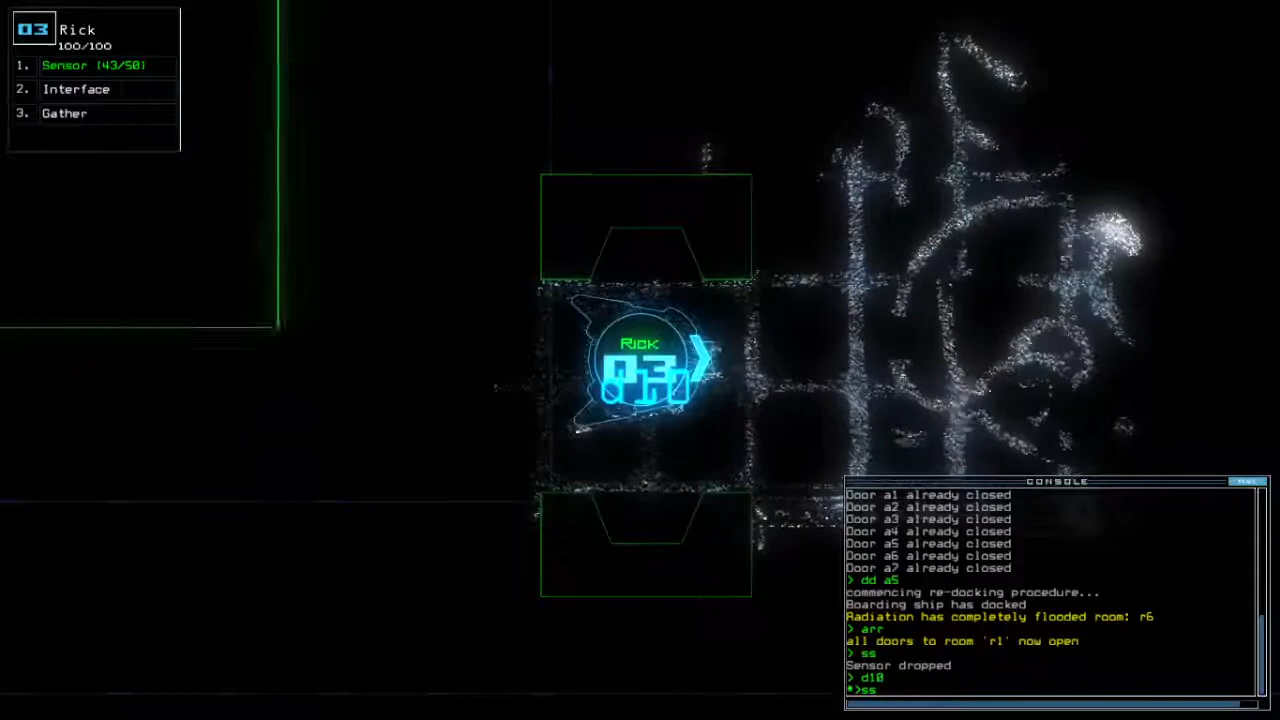 03 Rick
100/100
1. Sensor (43/50)
2. Interface
3. Gather
Rick
03
CONSOLE
Door a1 already closed
Door a2 already closed
Door a3 already closed
Door a4 already closed
Door a5 already closed
Door a6 already closed
Door a7 already closed
> dd a5
commencing re-docking procedure...
Boarding ship has docked
Radiation has completely flooded room: r6
> arr
all doors to room 'r1' now open
> ss
Sensor dropped
> d10
*>ss